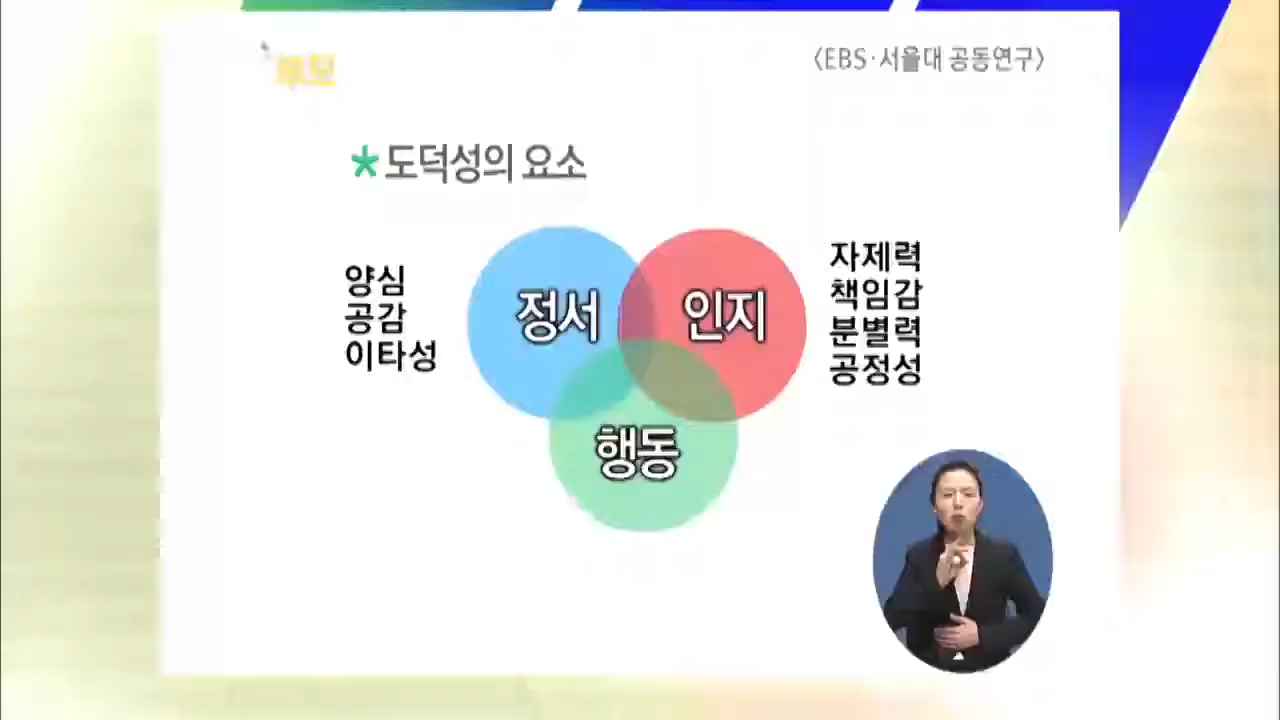 부모
〈EBS·서울대 공동연구〉
*도덕성의 요소
양심
공감
이타성
정서
인지
자제력
책임감
분별력
공정성
행동